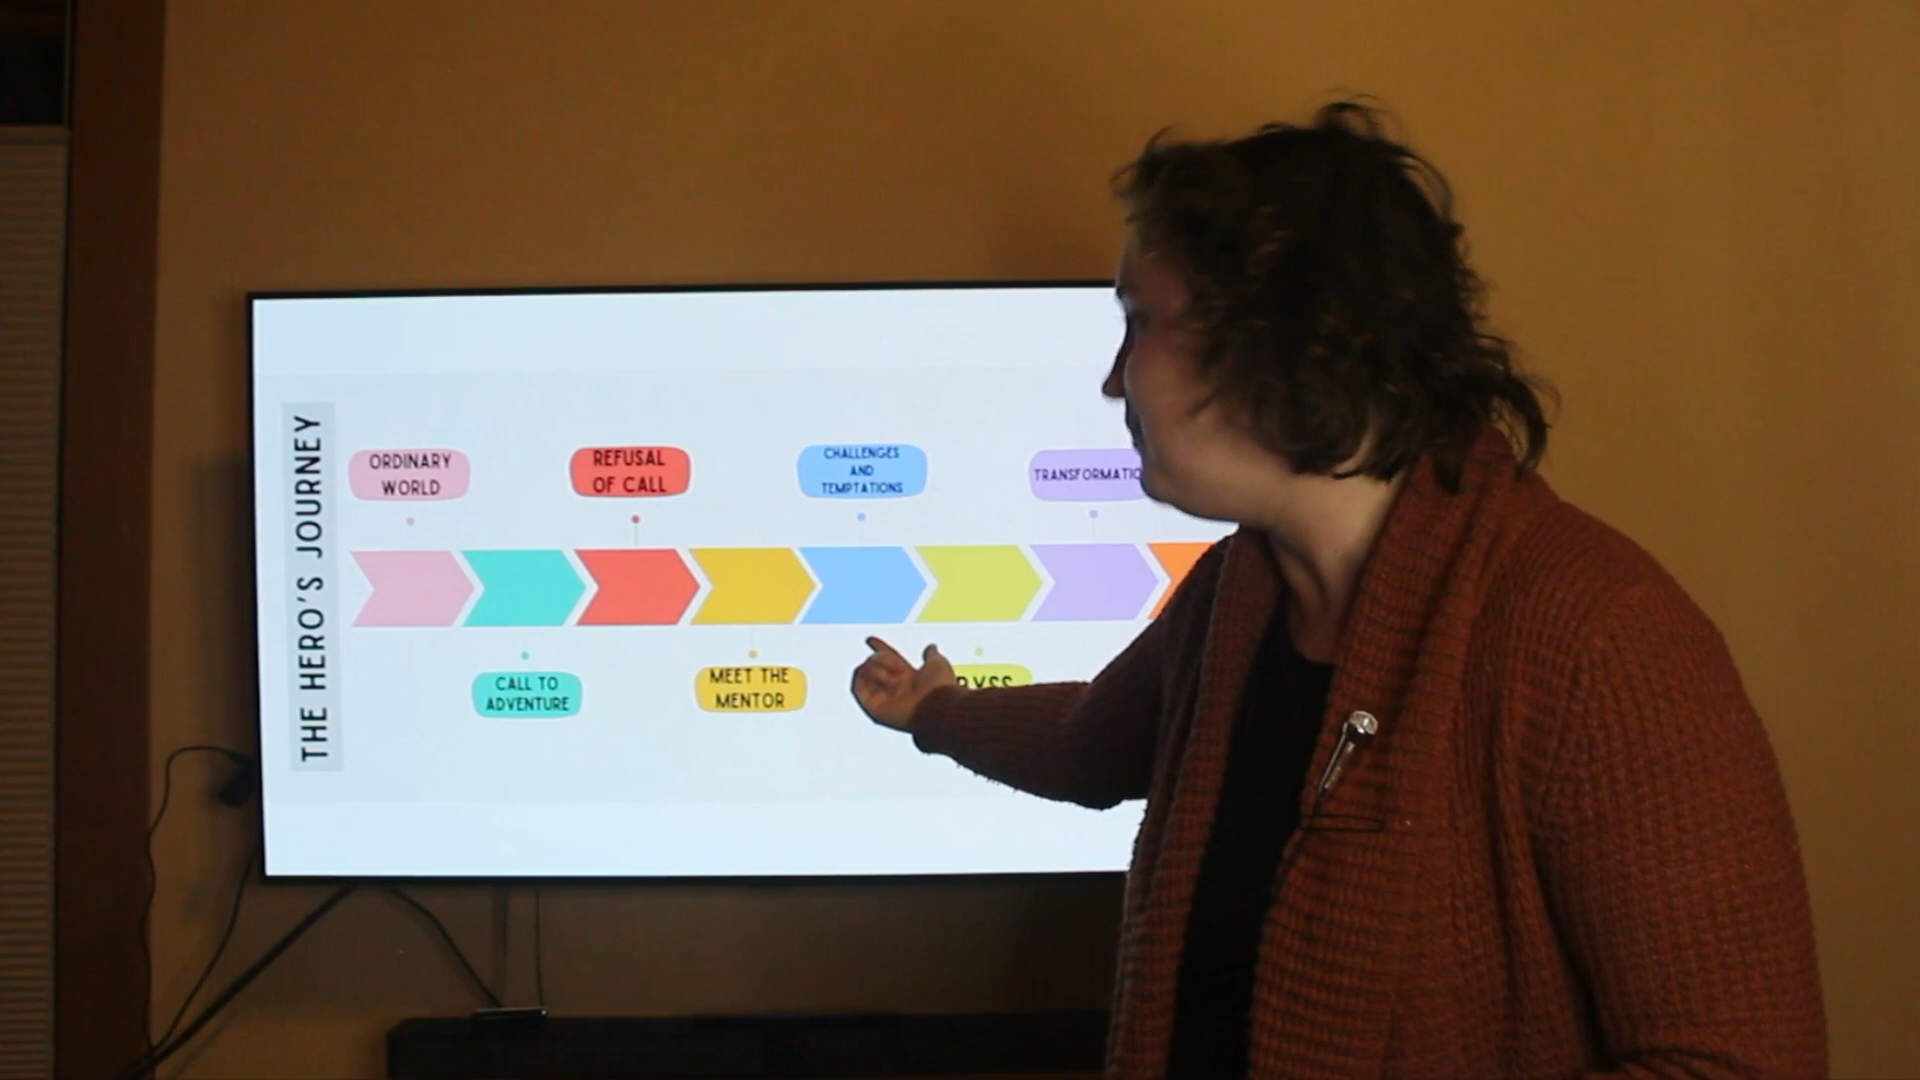 THE HERO'S JOURNEY
ORDINARY
WORLD
CALL TO
ADVENTURE
REFUSAL
OF CALL
MEET THE
MENTOR
CHALLENGES
AND
TEMPTATIONS